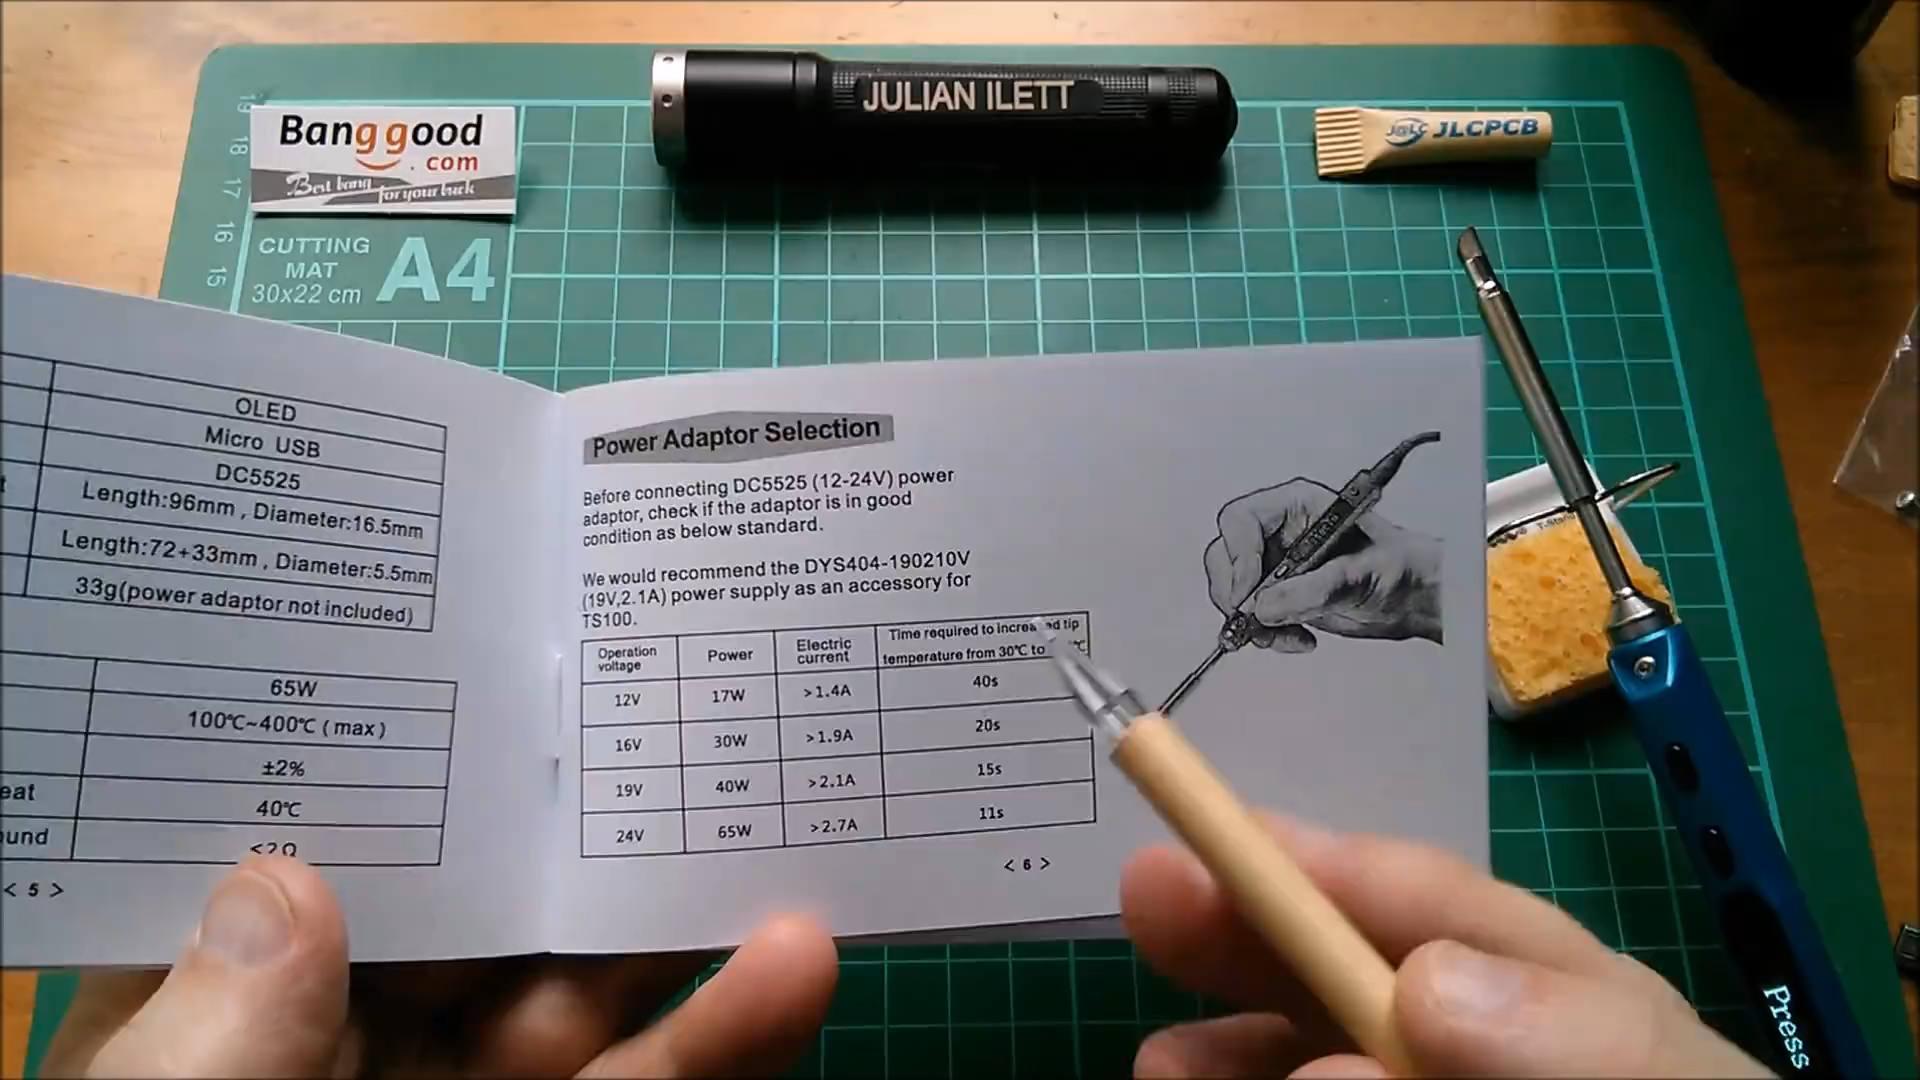 JULIAN ILETT
Banggood
.com
Best bang for your buck
J@LC JLCPCB
19
18
17
16
15
CUTTING
MAT
30x22 cm
A4
OLED
Micro USB
DC5525
Length:96mm , Diameter:16.5mm
Length:72+33mm , Diameter:5.5mm
33g(power adaptor not included)
65W
100℃~400℃ ( max )
±2%
eat 40℃
ound <2Ω
< 5 >
Power Adaptor Selection
Before connecting DC5525 (12-24V) power
adaptor, check if the adaptor is in good
condition as below standard.
We would recommend the DYS404-190210V
(19V,2.1A) power supply as an accessory for
TS100.
Operation voltage Power Electric current Time required to increased tip temperature from 30℃ to ℃
12V 17W >1.4A 40s
16V 30W >1.9A 20s
19V 40W >2.1A 15s
24V 65W >2.7A 11s
< 6 >
Press